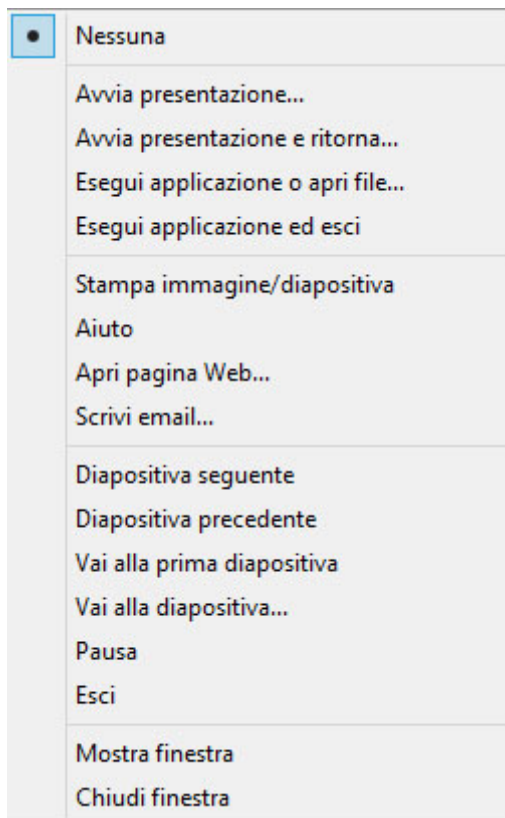 Nessuna
Avvia presentazione...
Avvia presentazione e ritorna...
Esegui applicazione o apri file...
Esegui applicazione ed esci
Stampa immagine/diapositiva
Aiuto
Apri pagina Web...
Scrivi email...
Diapositiva seguente
Diapositiva precedente
Vai alla prima diapositiva
Vai alla diapositiva...
Pausa
Esci
Mostra finestra
Chiudi finestra